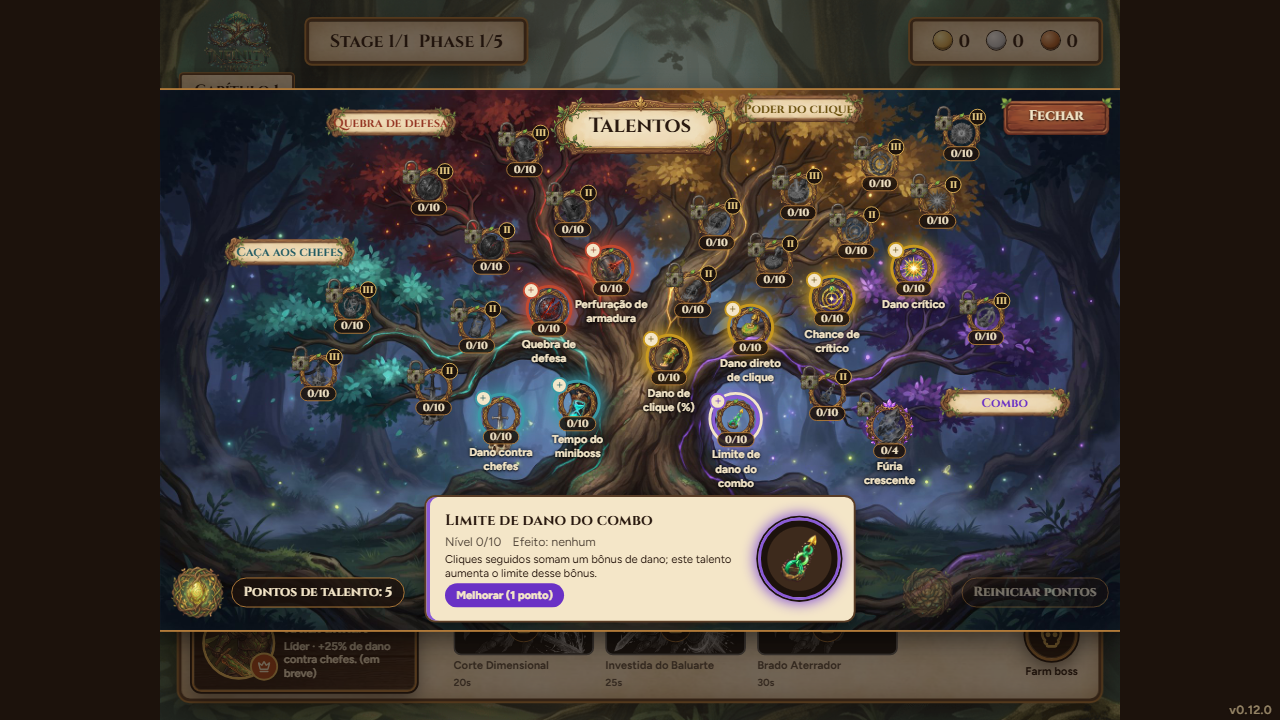 STAGE 1/1 PHASE 1/5
0 0 0
CAPÍTULO 1
QUEBRA DE DEFESA
TALENTOS
PODER DO CLIQUE
FECHAR
III
0/10
III
0/10
III
0/10
III
0/10
III
0/10
II
0/10
II
0/10
III
0/10
II
0/10
II
0/10
II
0/10
CAÇA AOS CHEFES
0/10
Perfuração de
armadura
II
0/10
0/10
Dano crítico
0/10
Chance de
crítico
III
0/10
II
0/10
0/10
Quebra de
defesa
0/10
Dano direto
de clique
III
0/10
0/10
Dano de
clique (%)
III
0/10
II
0/10
II
0/10
COMBO
0/10
Dano contra
chefes
0/10
Tempo do
miniboss
0/10
Limite de
dano do
combo
0/4
Fúria
crescente
LIMITE DE DANO DO COMBO
Nível 0/10 Efeito: nenhum
Cliques seguidos somam um bônus de dano; este talento
aumenta o limite desse bônus.
Melhorar (1 ponto)
PONTOS DE TALENTO: 5
REINICIAR PONTOS
Líder · +25% de dano
contra chefes. (em
breve)
Corte Dimensional
20s
Investida do Baluarte
25s
Brado Aterrador
30s
Farm boss
v0.12.0